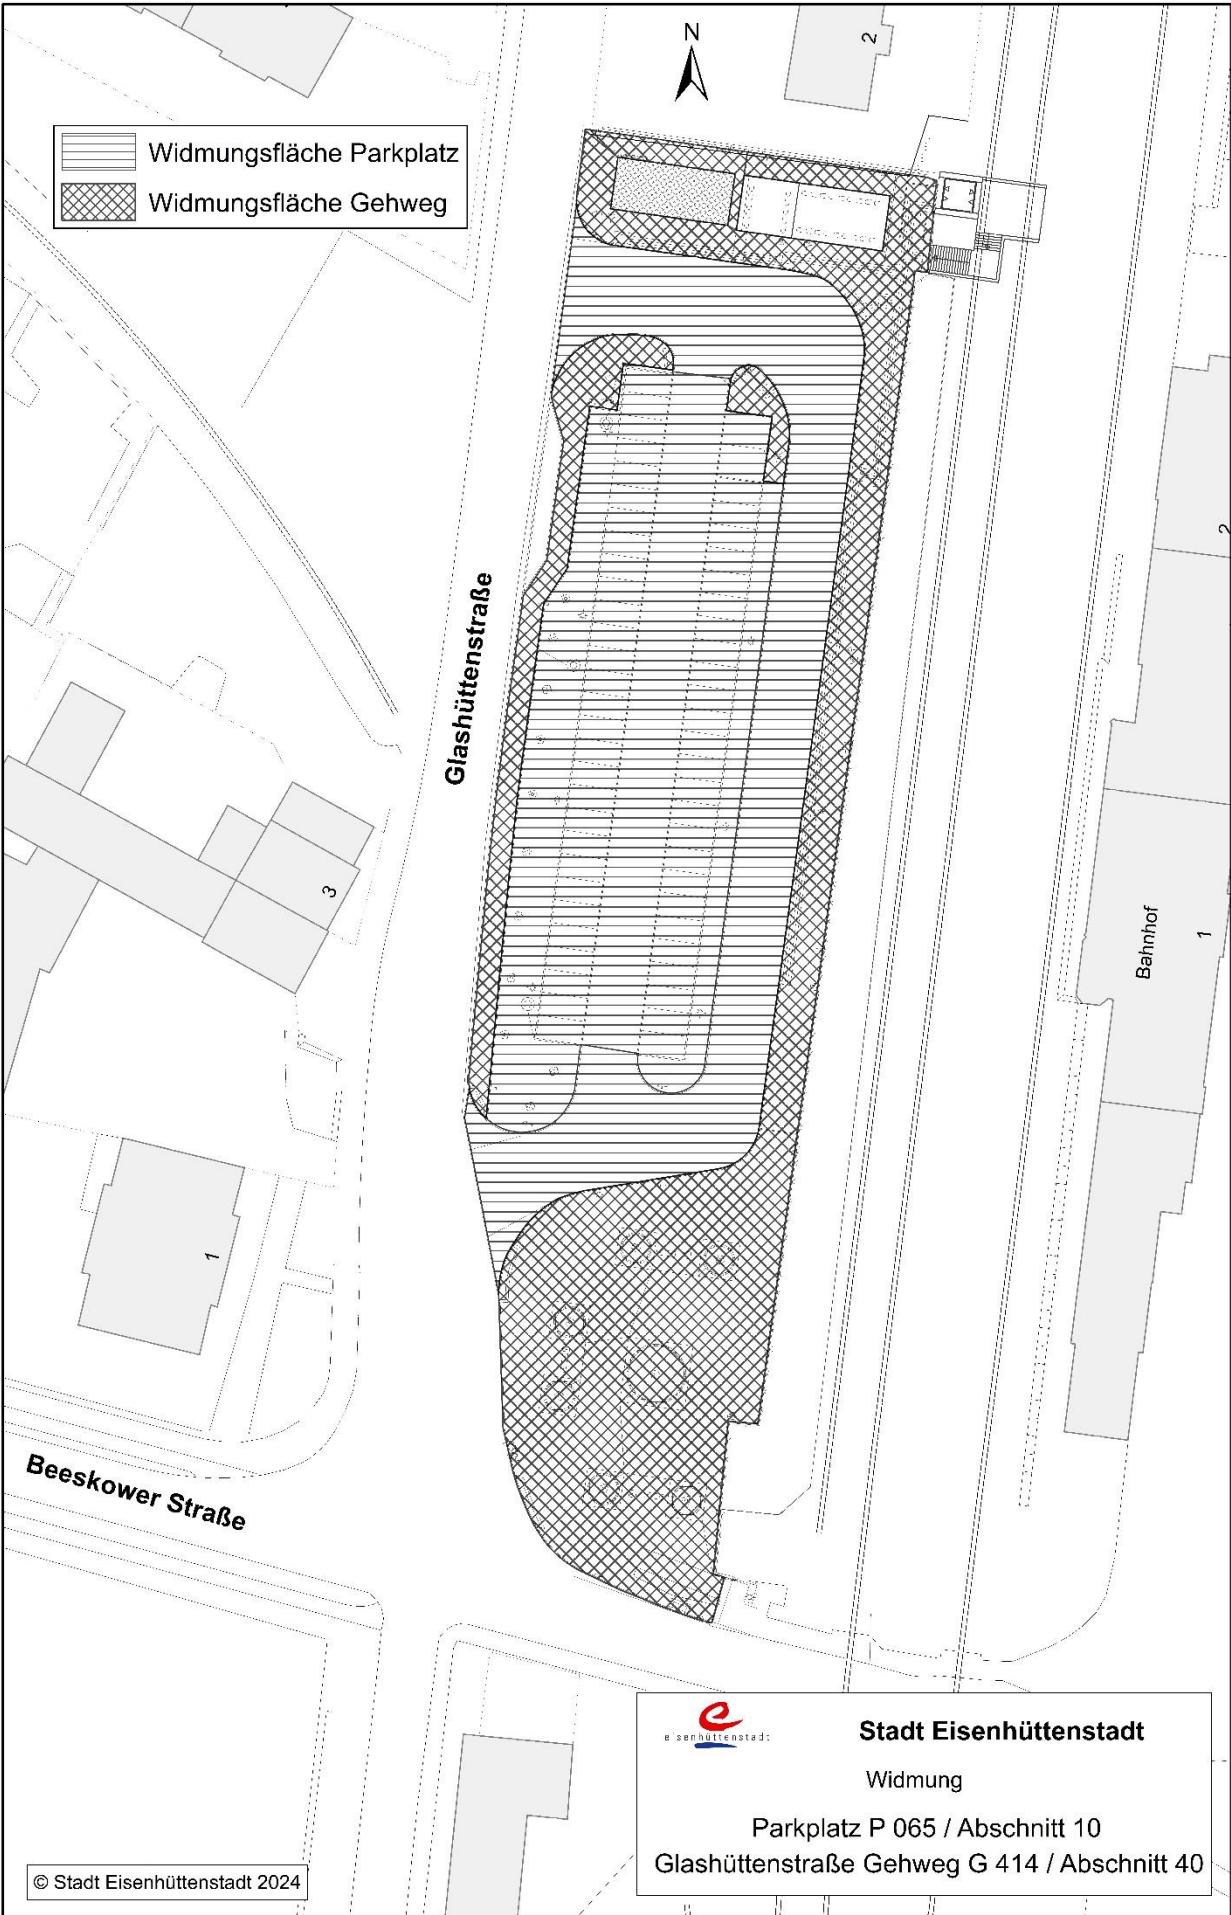 N
2
Widmungsfläche Parkplatz
Widmungsfläche Gehweg
Glashüttenstraße
2
3
Bahnhof
1
1
Beeskower Straße
eisenhüttenstadt
Stadt Eisenhüttenstadt
Widmung
Parkplatz P 065 / Abschnitt 10
Glashüttenstraße Gehweg G 414 / Abschnitt 40
© Stadt Eisenhüttenstadt 2024